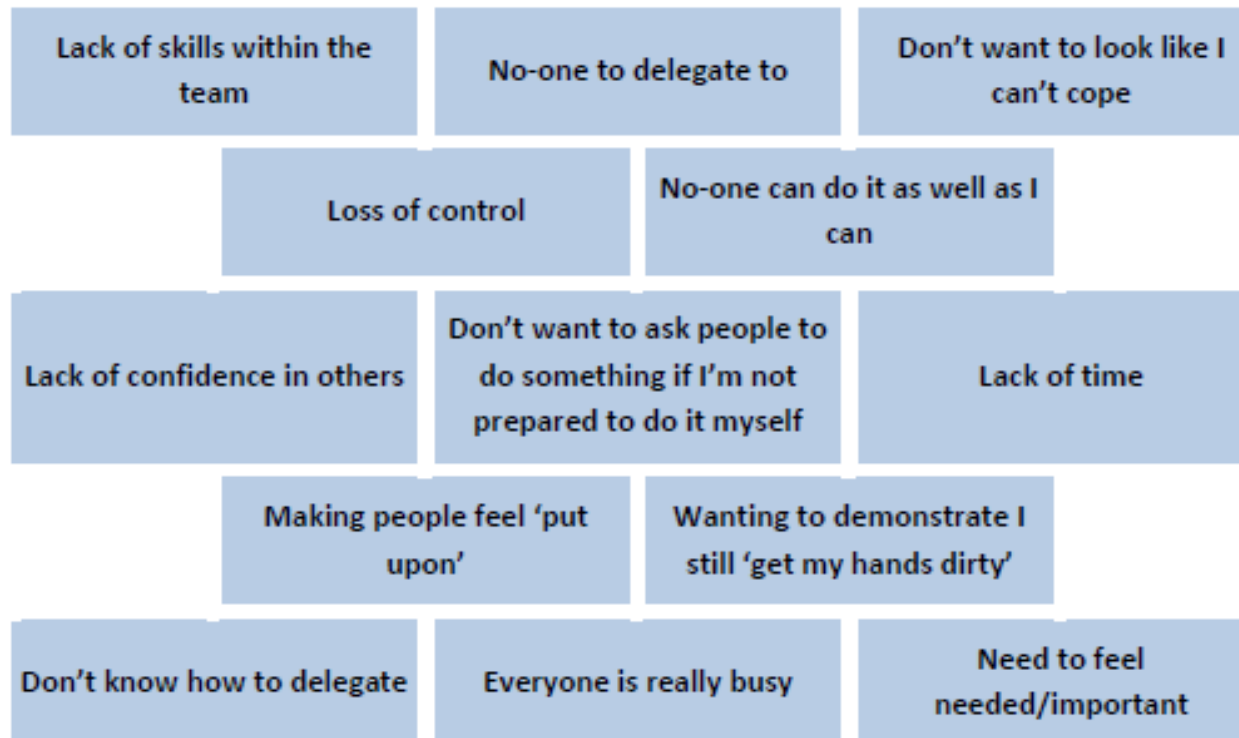 Lack of skills within the
team
No-one to delegate to
Don’t want to look like I
can’t cope
Loss of control
No-one can do it as well as I
can
Lack of confidence in others
Don’t want to ask people to
do something if I’m not
prepared to do it myself
Lack of time
Making people feel ‘put
upon’
Wanting to demonstrate I
still ‘get my hands dirty’
Don’t know how to delegate
Everyone is really busy
Need to feel
needed/important